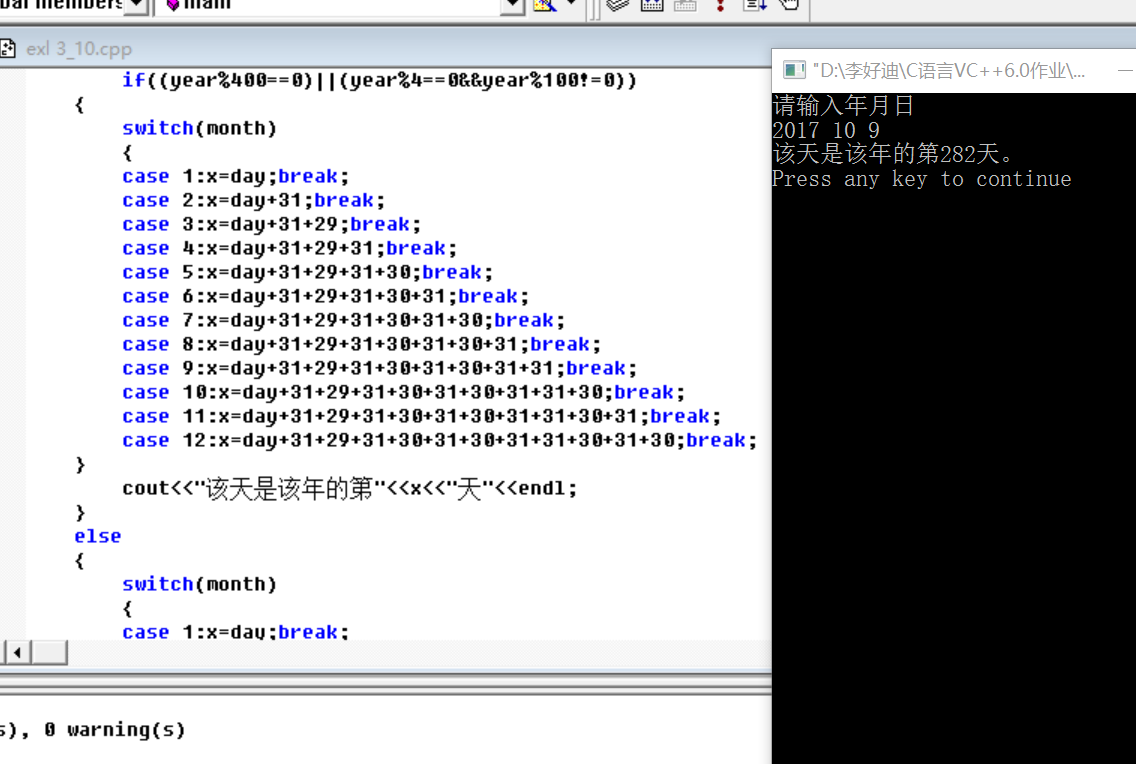 main
exl 3_10.cpp
if((year%400==0)||(year%4==0&&year%100!=0))
{
switch(month)
{
case 1:x=day;break;
case 2:x=day+31;break;
case 3:x=day+31+29;break;
case 4:x=day+31+29+31;break;
case 5:x=day+31+29+31+30;break;
case 6:x=day+31+29+31+30+31;break;
case 7:x=day+31+29+31+30+31+30;break;
case 8:x=day+31+29+31+30+31+30+31;break;
case 9:x=day+31+29+31+30+31+30+31+31;break;
case 10:x=day+31+29+31+30+31+30+31+31+30;break;
case 11:x=day+31+29+31+30+31+30+31+31+30+31;break;
case 12:x=day+31+29+31+30+31+30+31+31+30+31+30;break;
}
cout<<"该天是该年的第"<<x<<"天"<<endl;
}
else
{
switch(month)
{
case 1:x=day;break;
s), 0 warning(s)
"D:\李好迪\C语言VC++6.0作业\...
请输入年月日
2017 10 9
该天是该年的第282天。
Press any key to continue